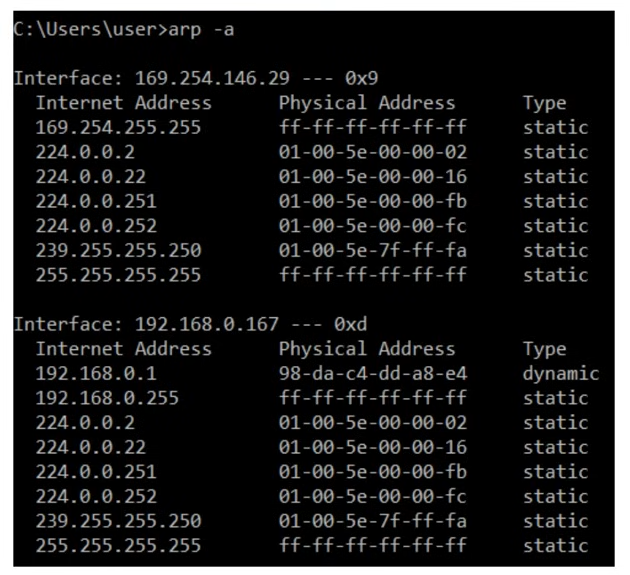 C:\Users\user>arp -a
Interface: 169.254.146.29 --- 0x9
Internet Address Physical Address Type
169.254.255.255 ff-ff-ff-ff-ff-ff static
224.0.0.2 01-00-5e-00-00-02 static
224.0.0.22 01-00-5e-00-00-16 static
224.0.0.251 01-00-5e-00-00-fb static
224.0.0.252 01-00-5e-00-00-fc static
239.255.255.250 01-00-5e-7f-ff-fa static
255.255.255.255 ff-ff-ff-ff-ff-ff static
Interface: 192.168.0.167 --- 0xd
Internet Address Physical Address Type
192.168.0.1 98-da-c4-dd-a8-e4 dynamic
192.168.0.255 ff-ff-ff-ff-ff-ff static
224.0.0.2 01-00-5e-00-00-02 static
224.0.0.22 01-00-5e-00-00-16 static
224.0.0.251 01-00-5e-00-00-fb static
224.0.0.252 01-00-5e-00-00-fc static
239.255.255.250 01-00-5e-7f-ff-fa static
255.255.255.255 ff-ff-ff-ff-ff-ff static